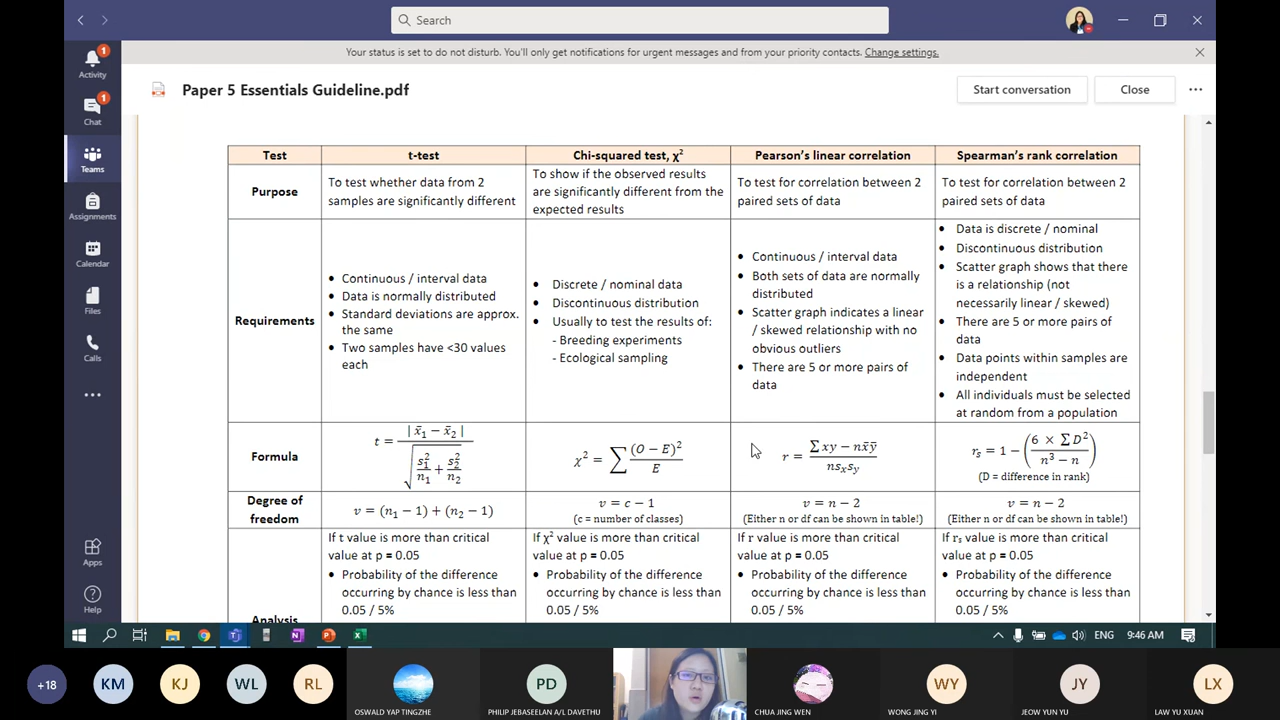 Search
Your status is set to do not disturb. You'll only get notifications for urgent messages and from your priority contacts. Change settings.
1
Activity
1
Chat
Teams
Assignments
Calendar
Files
Calls
Apps
Help
Paper 5 Essentials Guideline.pdf
Start conversation
Close
Test
t-test
Chi-squared test, χ²
Pearson's linear correlation
Spearman's rank correlation
Purpose
To test whether data from 2
samples are significantly different
To show if the observed results
are significantly different from the
expected results
To test for correlation between 2
paired sets of data
To test for correlation between 2
paired sets of data
Requirements
• Continuous / interval data
• Data is normally distributed
• Standard deviations are approx.
the same
• Two samples have <30 values
each
• Discrete / nominal data
• Discontinuous distribution
• Usually to test the results of:
- Breeding experiments
- Ecological sampling
• Continuous / interval data
• Both sets of data are normally
distributed
• Scatter graph indicates a linear
/ skewed relationship with no
obvious outliers
• There are 5 or more pairs of
data
• Data is discrete / nominal
• Discontinuous distribution
• Scatter graph shows that there
is a relationship (not
necessarily linear / skewed)
• There are 5 or more pairs of
data
• Data points within samples are
independent
• All individuals must be selected
at random from a population
Formula
t = | x̄₁ − x̄₂ | / √(s₁²/n₁ + s₂²/n₂)
χ² = ∑ (O − E)² / E
r = (∑ xy − nx̄ȳ) / (nsₓsᵧ)
rₛ = 1 − ( (6 × ∑ D²) / (n³ − n) )
(D = difference in rank)
Degree of
freedom
v = (n₁ − 1) + (n₂ − 1)
v = c − 1
(c = number of classes)
v = n − 2
(Either n or df can be shown in table!)
v = n − 2
(Either n or df can be shown in table!)
Analysis
If t value is more than critical
value at p = 0.05
• Probability of the difference
occurring by chance is less than
0.05 / 5%
If χ² value is more than critical
value at p = 0.05
• Probability of the difference
occurring by chance is less than
0.05 / 5%
If r value is more than critical
value at p = 0.05
• Probability of the difference
occurring by chance is less than
0.05 / 5%
If rₛ value is more than critical
value at p = 0.05
• Probability of the difference
occurring by chance is less than
0.05 / 5%
ENG
9:46 AM
+18
KM
KJ
WL
RL
OSWALD YAP TINGZHE
PD
PHILIP JEBASEELAN A/L DAVETHU
CHUA JING WEN
WY
WONG JING YI
JY
JEOW YUN YU
LX
LAW YU XUAN